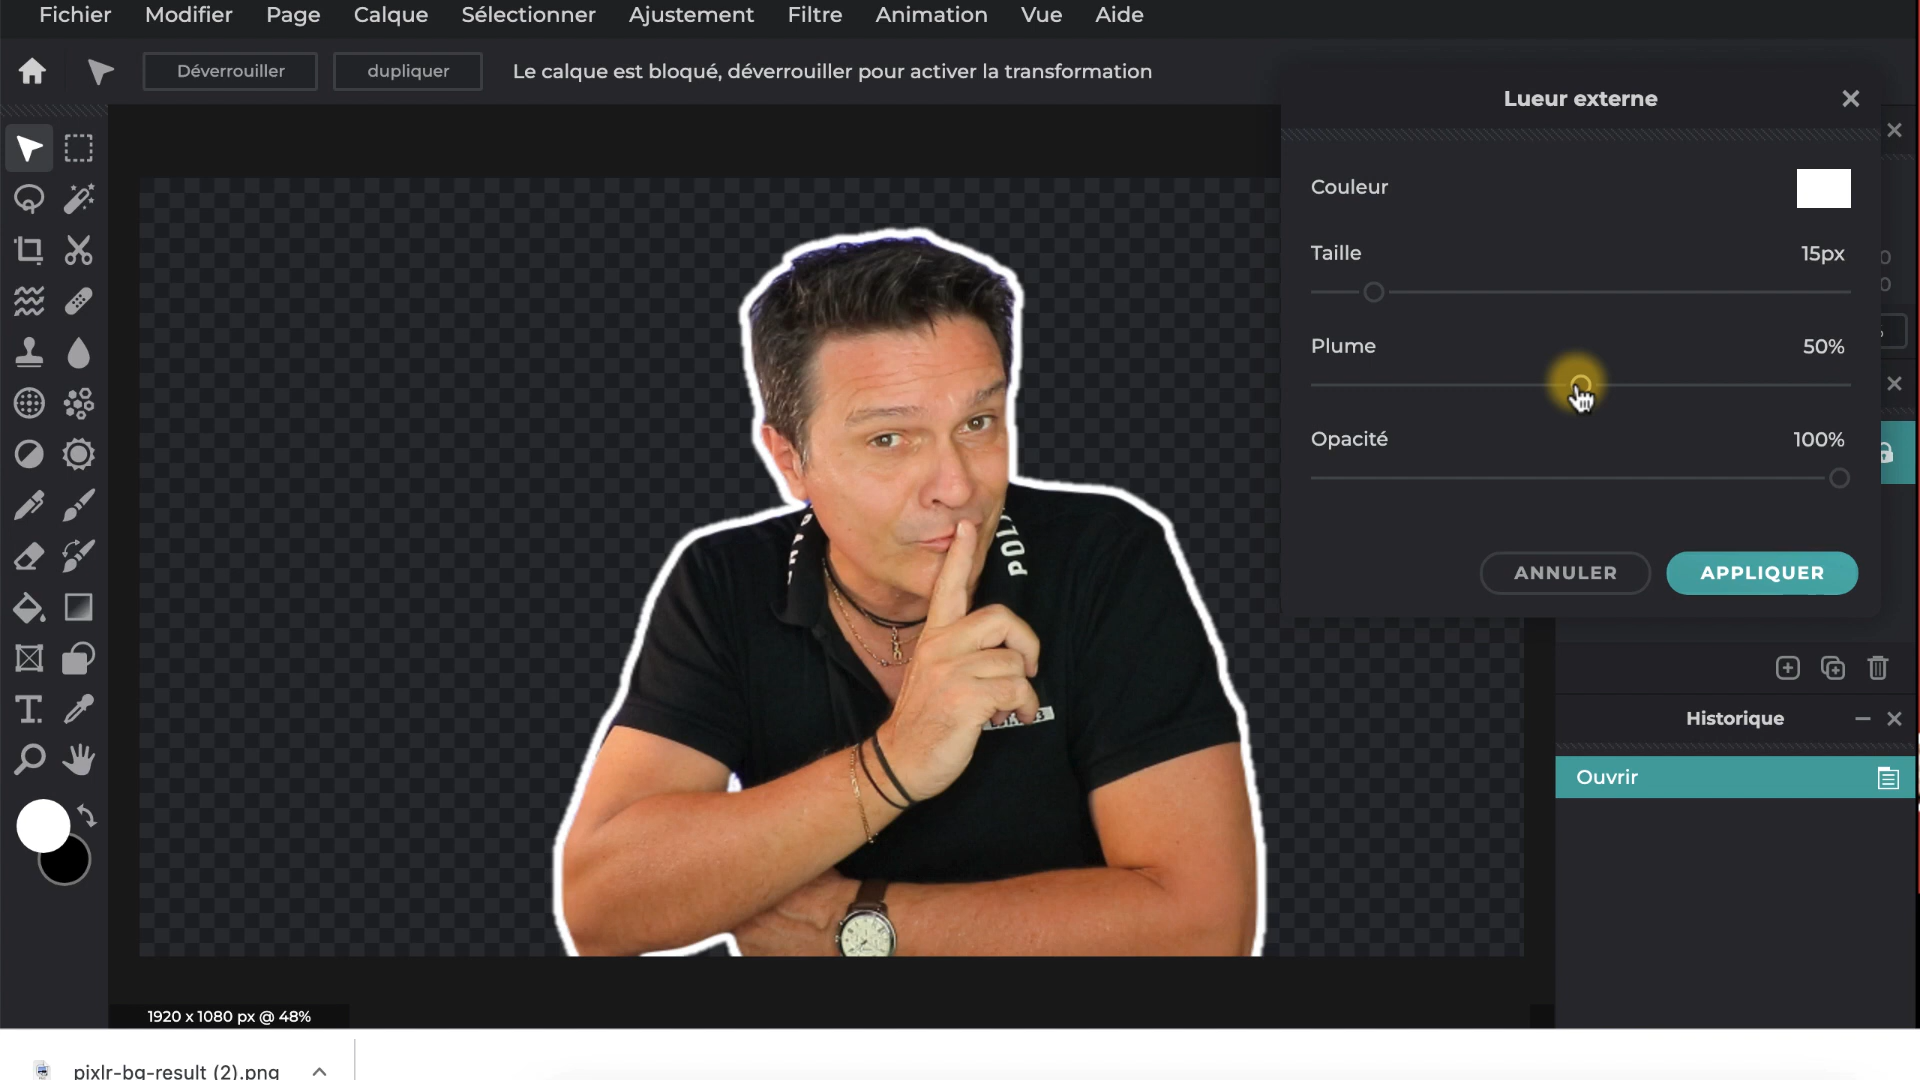 Fichier Modifier Page Calque Sélectionner Ajustement Filtre Animation Vue Aide
Déverrouiller dupliquer Le calque est bloqué, déverrouiller pour activer la transformation
Lueur externe
Couleur
Taille 15px
Plume 50%
Opacité 100%
ANNULER APPLIQUER
POL
Historique
Ouvrir
1920 x 1080 px @ 48%
pixlr-bg-result (2).png